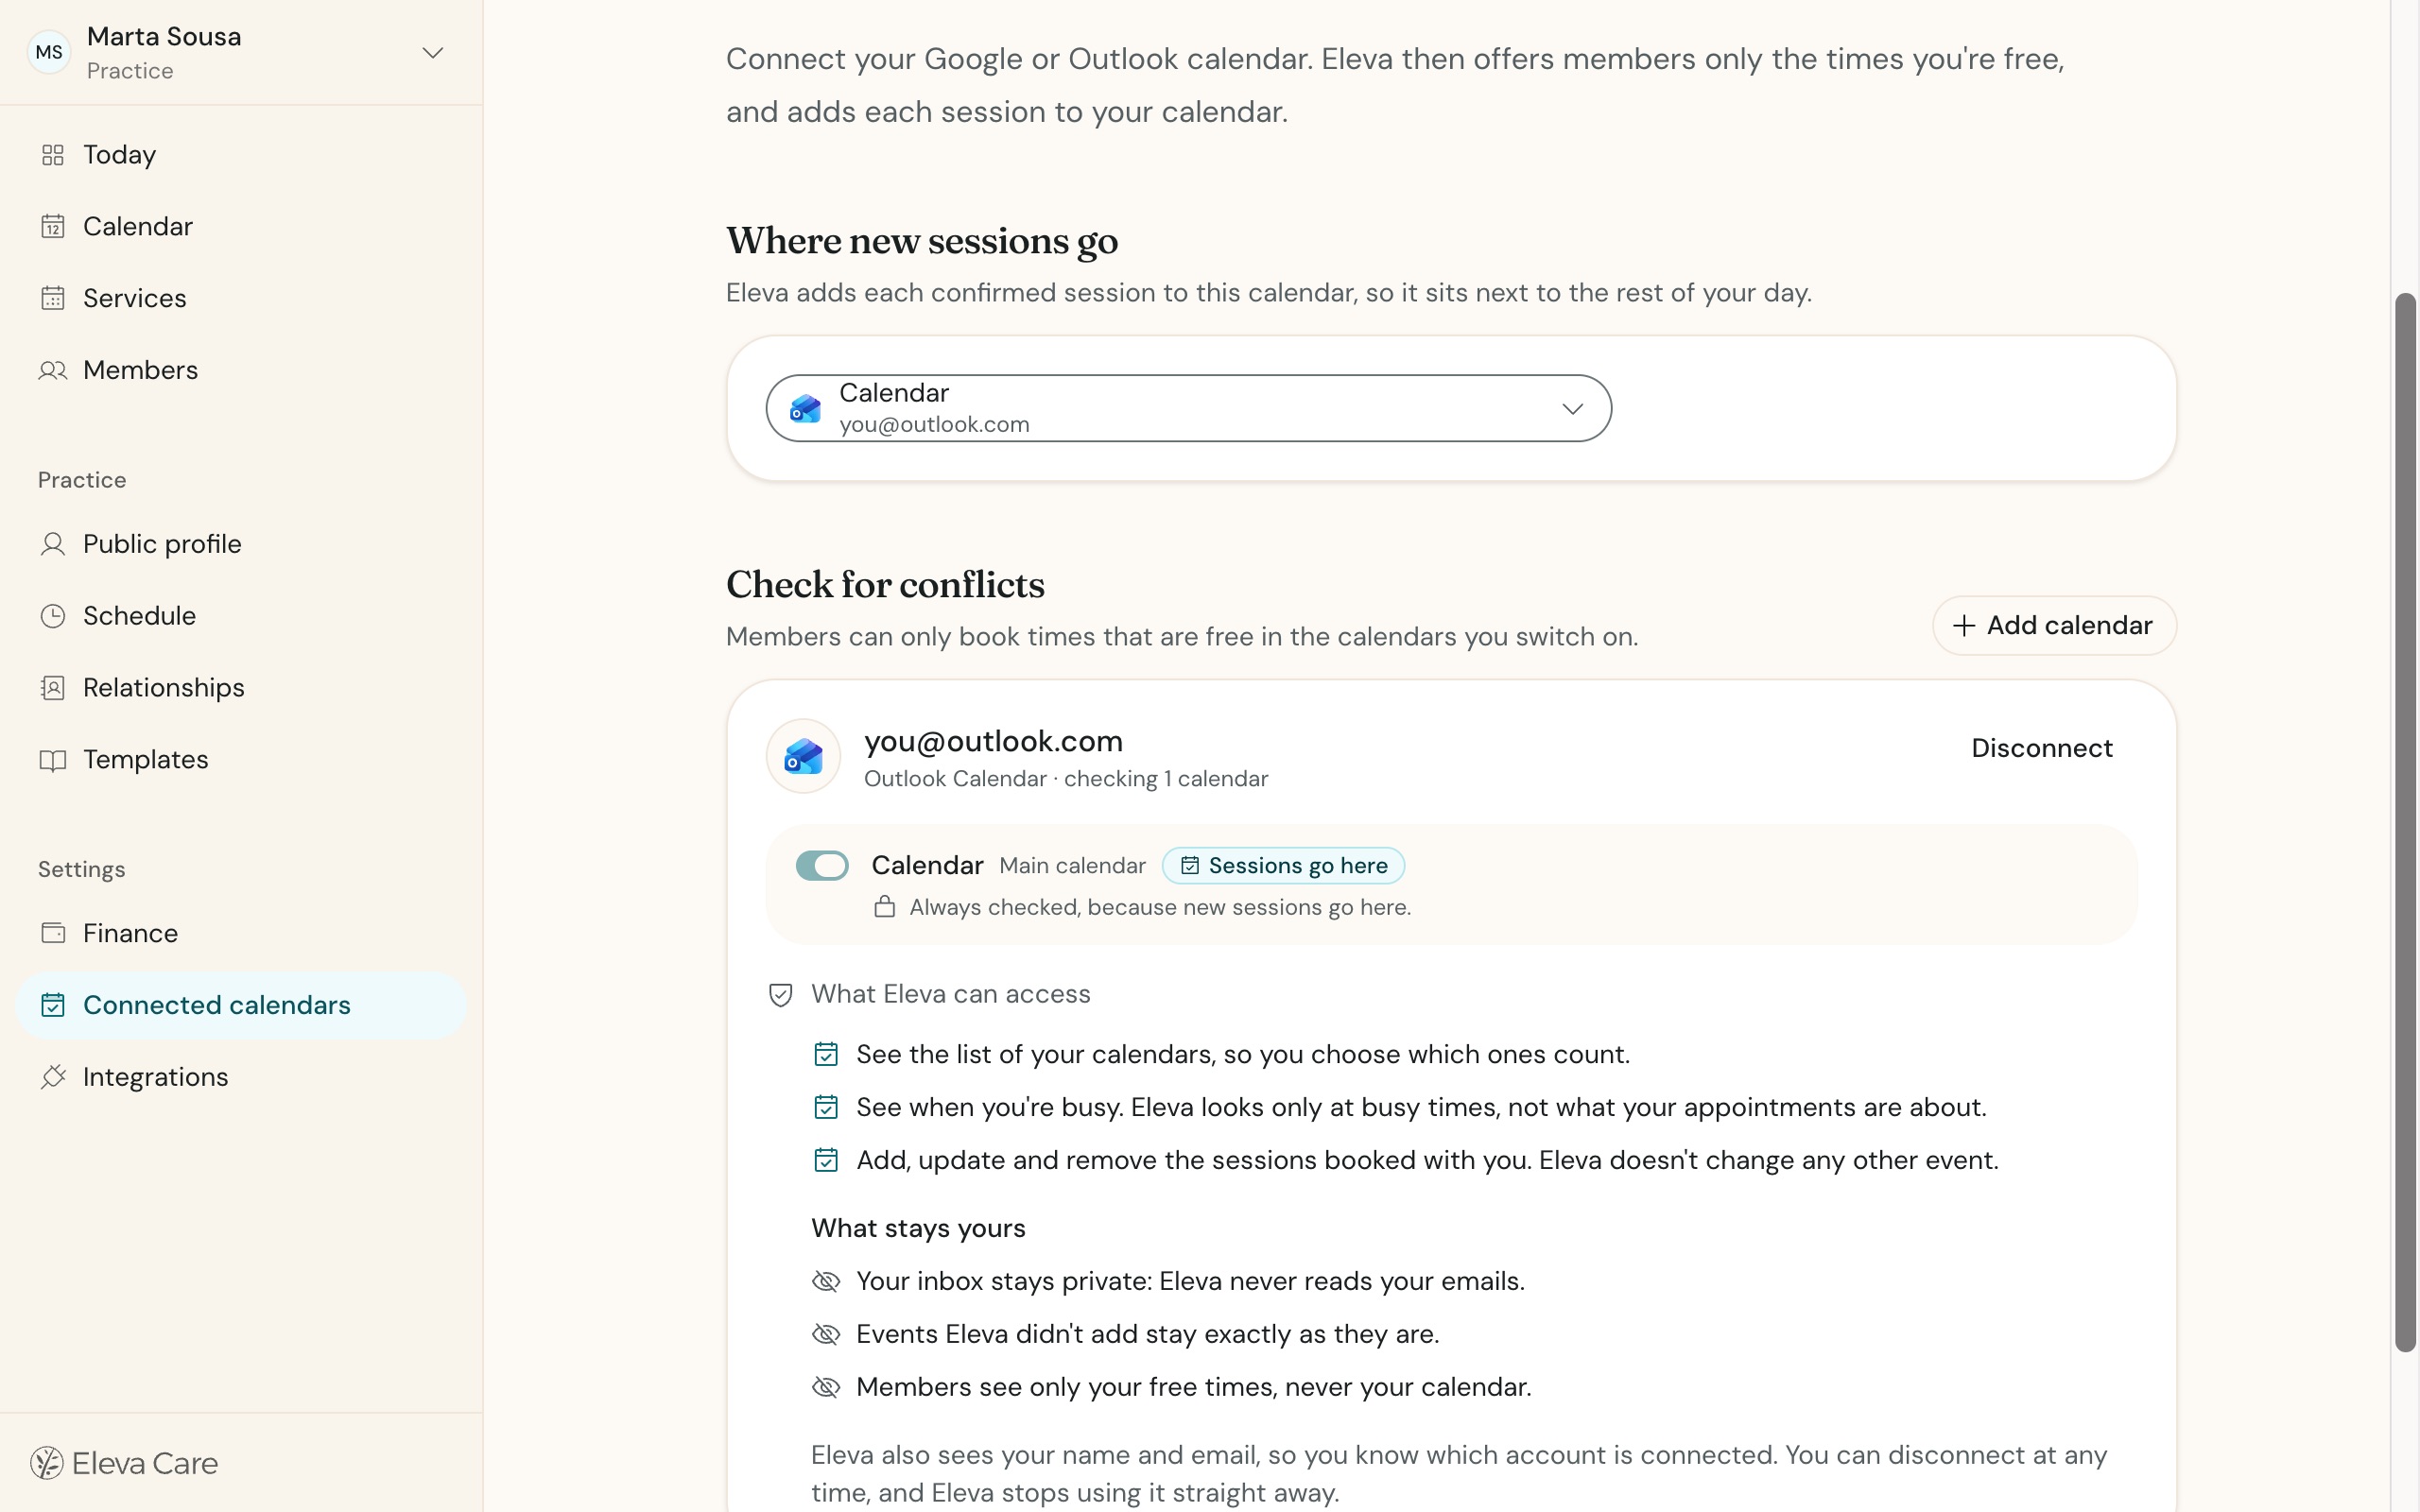 MS
Marta Sousa
Practice
Today
12
Calendar
Services
Members
Practice
Public profile
Schedule
Relationships
Templates
Settings
Finance
Connected calendars
Integrations
Eleva Care
Connect your Google or Outlook calendar. Eleva then offers members only the times you're free,
and adds each session to your calendar.
Where new sessions go
Eleva adds each confirmed session to this calendar, so it sits next to the rest of your day.
Calendar
you@outlook.com
Check for conflicts
Members can only book times that are free in the calendars you switch on.
Add calendar
you@outlook.com
Outlook Calendar · checking 1 calendar
Disconnect
Calendar Main calendar Sessions go here
Always checked, because new sessions go here.
What Eleva can access
See the list of your calendars, so you choose which ones count.
See when you're busy. Eleva looks only at busy times, not what your appointments are about.
Add, update and remove the sessions booked with you. Eleva doesn't change any other event.
What stays yours
Your inbox stays private: Eleva never reads your emails.
Events Eleva didn't add stay exactly as they are.
Members see only your free times, never your calendar.
Eleva also sees your name and email, so you know which account is connected. You can disconnect at any
time, and Eleva stops using it straight away.